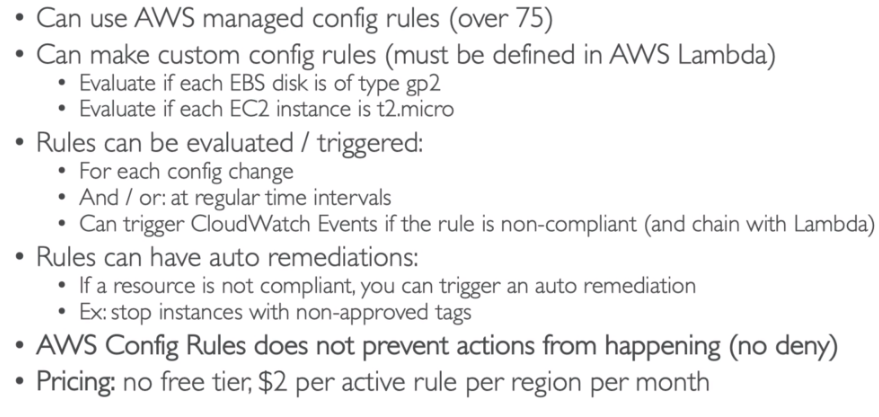 • Can use AWS managed config rules (over 75)
• Can make custom config rules (must be defined in AWS Lambda)
• Evaluate if each EBS disk is of type gp2
• Evaluate if each EC2 instance is t2.micro
• Rules can be evaluated / triggered:
• For each config change
• And / or: at regular time intervals
• Can trigger CloudWatch Events if the rule is non-compliant (and chain with Lambda)
• Rules can have auto remediations:
• If a resource is not compliant, you can trigger an auto remediation
• Ex: stop instances with non-approved tags
• AWS Config Rules does not prevent actions from happening (no deny)
• Pricing: no free tier, $2 per active rule per region per month